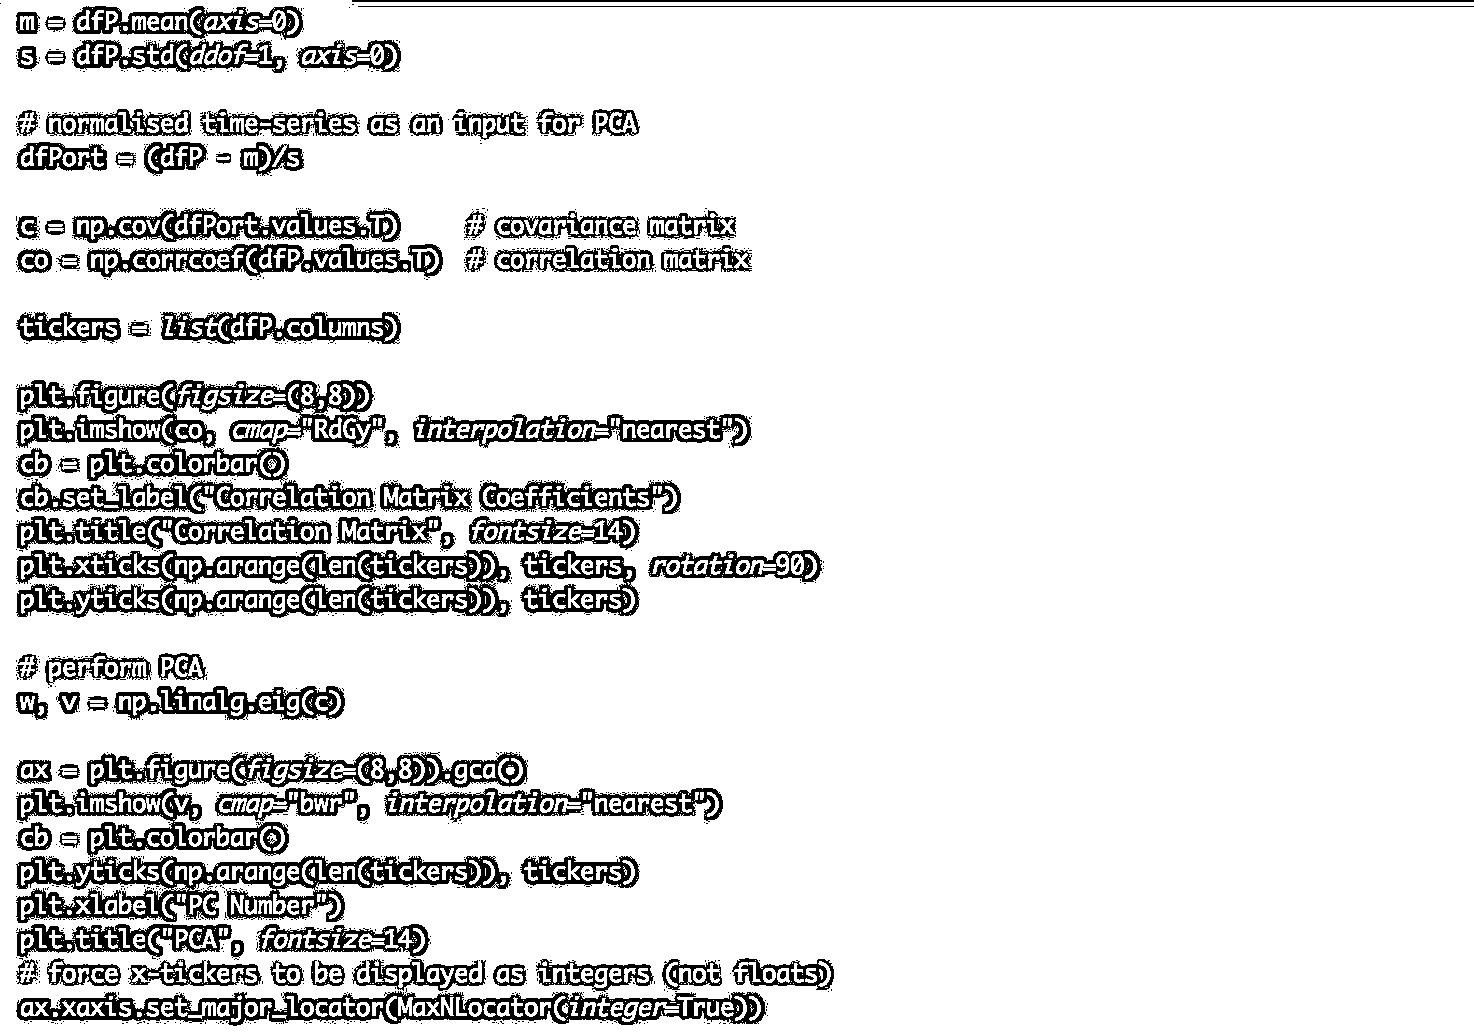 m = dfP.mean(axis=0)
s = dfP.std(ddof=1, axis=0)
# normalised time-series as an input for PCA
dfPort = (dfP - m)/s
c = np.cov(dfPort.values.T)     # covariance matrix
co = np.corrcoef(dfP.values.T)  # correlation matrix
tickers = list(dfP.columns)
plt.figure(figsize=(8,8))
plt.imshow(co, cmap="RdGy", interpolation="nearest")
cb = plt.colorbar()
cb.set_label("Correlation Matrix Coefficients")
plt.title("Correlation Matrix", fontsize=14)
plt.xticks(np.arange(len(tickers)), tickers, rotation=90)
plt.yticks(np.arange(len(tickers)), tickers)
# perform PCA
w, v = np.linalg.eig(c)
ax = plt.figure(figsize=(8,8)).gca()
plt.imshow(v, cmap="bwr", interpolation="nearest")
cb = plt.colorbar()
plt.yticks(np.arange(len(tickers)), tickers)
plt.xlabel("PC Number")
plt.title("PCA", fontsize=14)
# force x-tickers to be displayed as integers (not floats)
ax.xaxis.set_major_locator(MaxNLocator(integer=True))